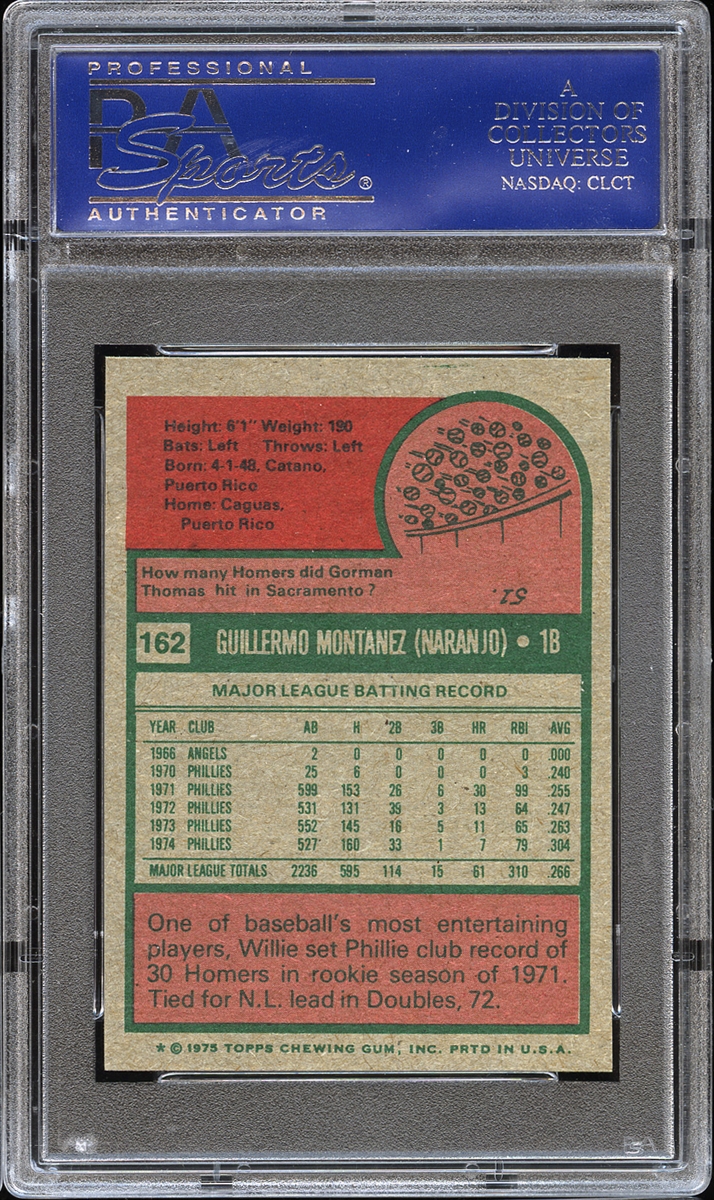 PROFESSIONAL
PSA
Sports®
AUTHENTICATOR
A
DIVISION OF
COLLECTORS
UNIVERSE
NASDAQ: CLCT
Height: 6'1" Weight: 190
Bats: Left Throws: Left
Born: 4-1-48, Catano,
Puerto Rico
Home: Caguas,
Puerto Rico
How many Homers did Gorman
Thomas hit in Sacramento?
51.
162 GUILLERMO MONTANEZ (NARANJO) • 1B
MAJOR LEAGUE BATTING RECORD
YEAR CLUB AB H 2B 3B HR RBI AVG
1966 ANGELS 2 0 0 0 0 0 .000
1970 PHILLIES 25 6 0 0 0 3 .240
1971 PHILLIES 599 153 26 6 30 99 .255
1972 PHILLIES 531 131 39 3 13 64 .247
1973 PHILLIES 552 145 16 5 11 65 .263
1974 PHILLIES 527 160 33 1 7 79 .304
MAJOR LEAGUE TOTALS 2236 595 114 15 61 310 .266
One of baseball's most entertaining
players, Willie set Phillie club record of
30 Homers in rookie season of 1971.
Tied for N.L. lead in Doubles, 72.
* © 1975 TOPPS CHEWING GUM, INC. PRTD IN U.S.A.